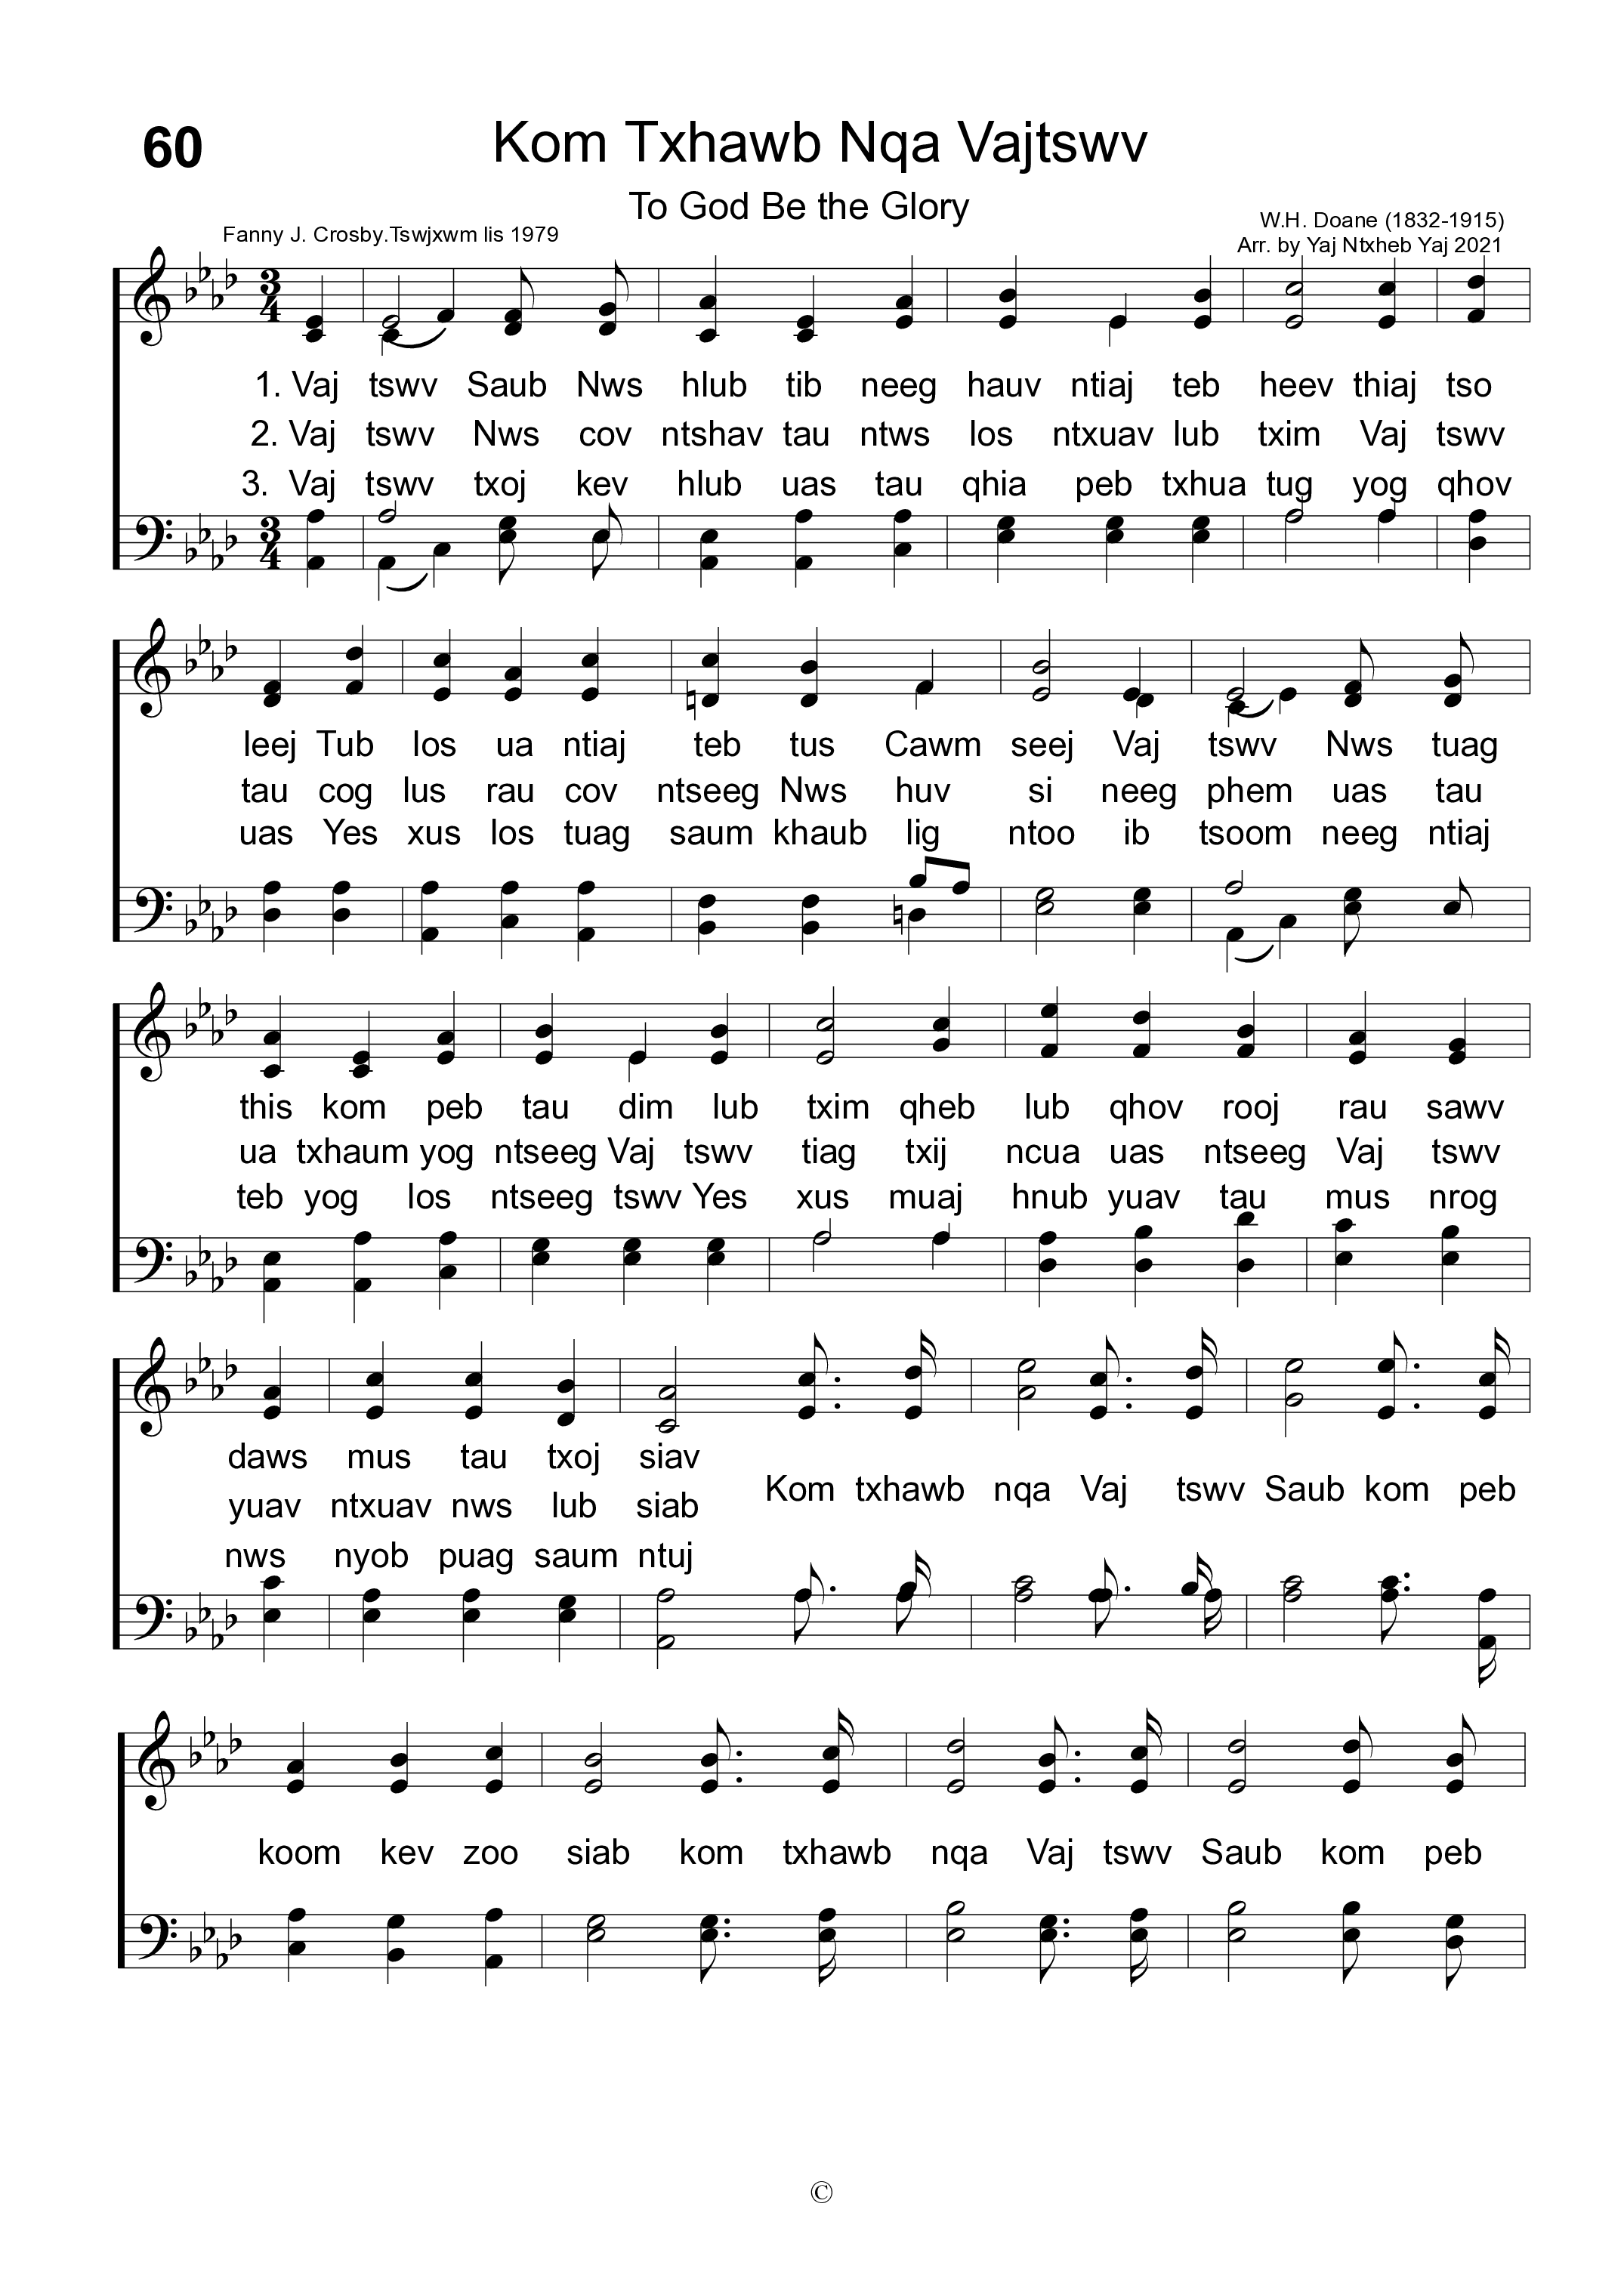 60
Kom Txhawb Nqa Vajtswv
To God Be the Glory
Fanny J. Crosby.Tswjxwm lis 1979
W.H. Doane (1832-1915)
Arr. by Yaj Ntxheb Yaj 2021
3
4
1. Vaj tswv Saub Nws hlub tib neeg hauv ntiaj teb heev thiaj tso
2. Vaj tswv Nws cov ntshav tau ntws los ntxuav lub txim Vaj tswv
3. Vaj tswv txoj kev hlub uas tau qhia peb txhua tug yog qhov
3
4
leej Tub los ua ntiaj teb tus Cawm seej Vaj tswv Nws tuag
tau cog lus rau cov ntseeg Nws huv si neeg phem uas tau
uas Yes xus los tuag saum khaub lig ntoo ib tsoom neeg ntiaj
this kom peb tau dim lub txim qheb lub qhov rooj rau sawv
ua txhaum yog ntseeg Vaj tswv tiag txij ncua uas ntseeg Vaj tswv
teb yog los ntseeg tswv Yes xus muaj hnub yuav tau mus nrog
daws mus tau txoj siav
yuav ntxuav nws lub siab
nws nyob puag saum ntuj
Kom txhawb nqa Vaj tswv Saub kom peb
koom kev zoo siab kom txhawb nqa Vaj tswv Saub kom peb
©